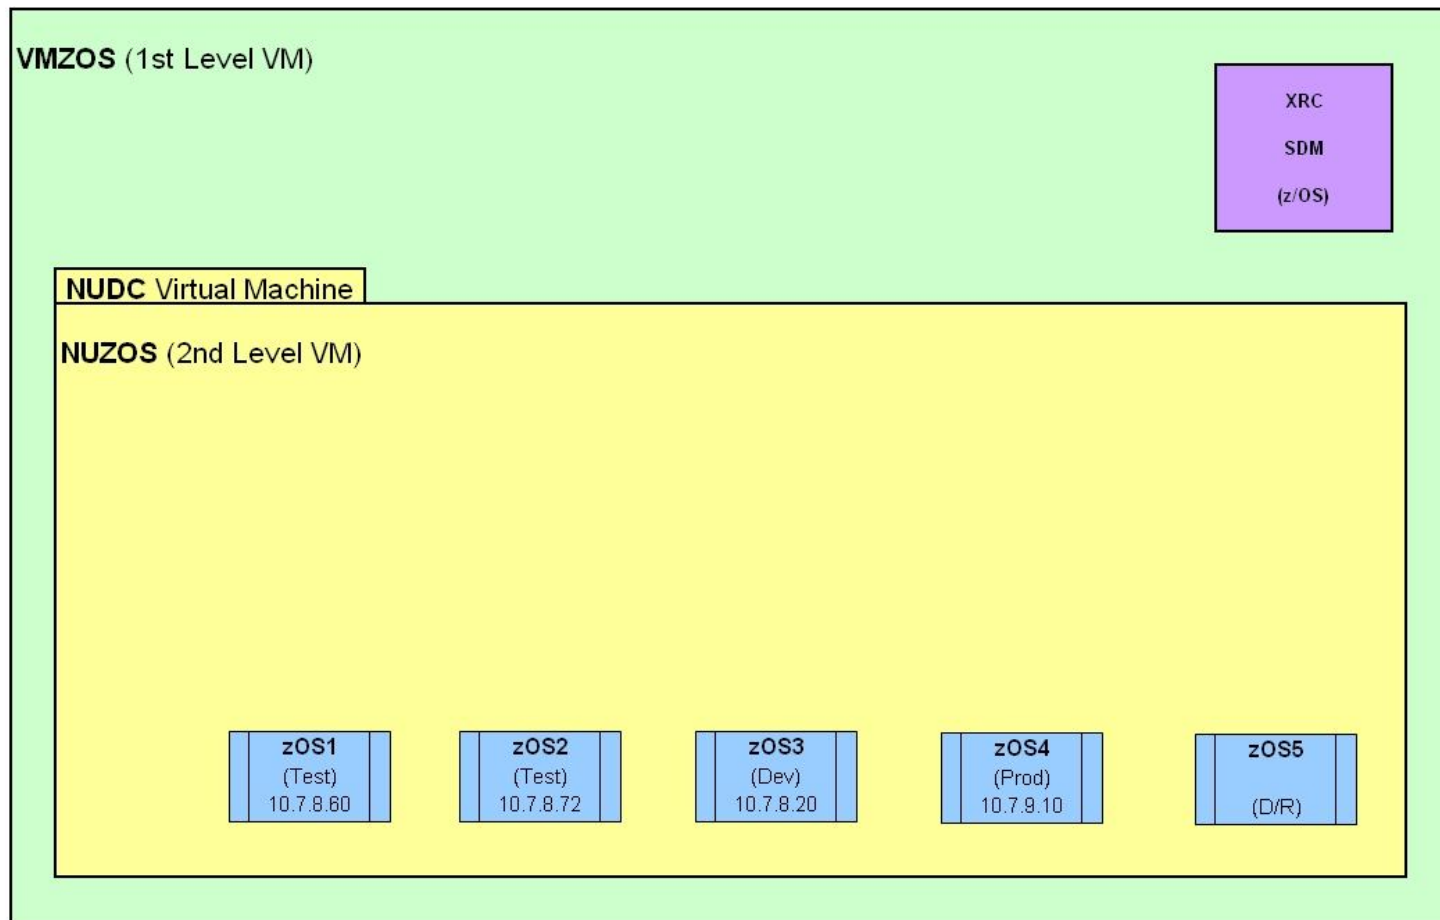 VMZOS (1st Level VM)
XRC
SDM
(z/OS)
NUDC Virtual Machine
NUZOS (2nd Level VM)
zOS1
(Test)
10.7.8.60
zOS2
(Test)
10.7.8.72
zOS3
(Dev)
10.7.8.20
zOS4
(Prod)
10.7.9.10
zOS5
(D/R)